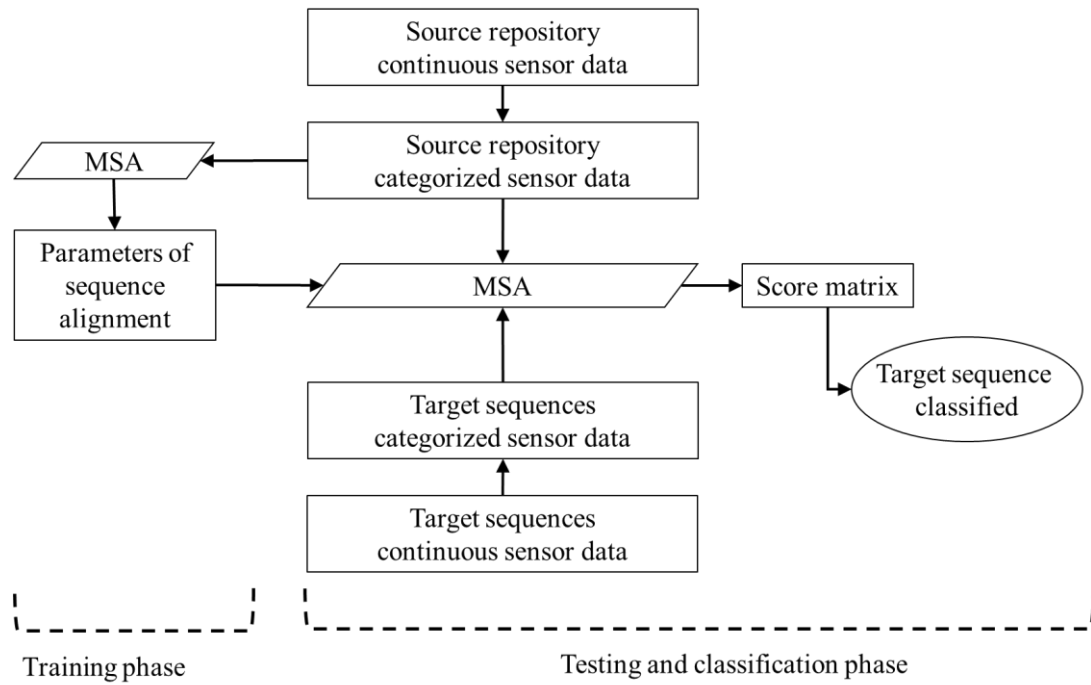 Source repository
continuous sensor data
MSA
Source repository
categorized sensor data
Parameters of
sequence
alignment
MSA
Score matrix
Target sequence
classified
Target sequences
categorized sensor data
Target sequences
continuous sensor data
Training phase
Testing and classification phase